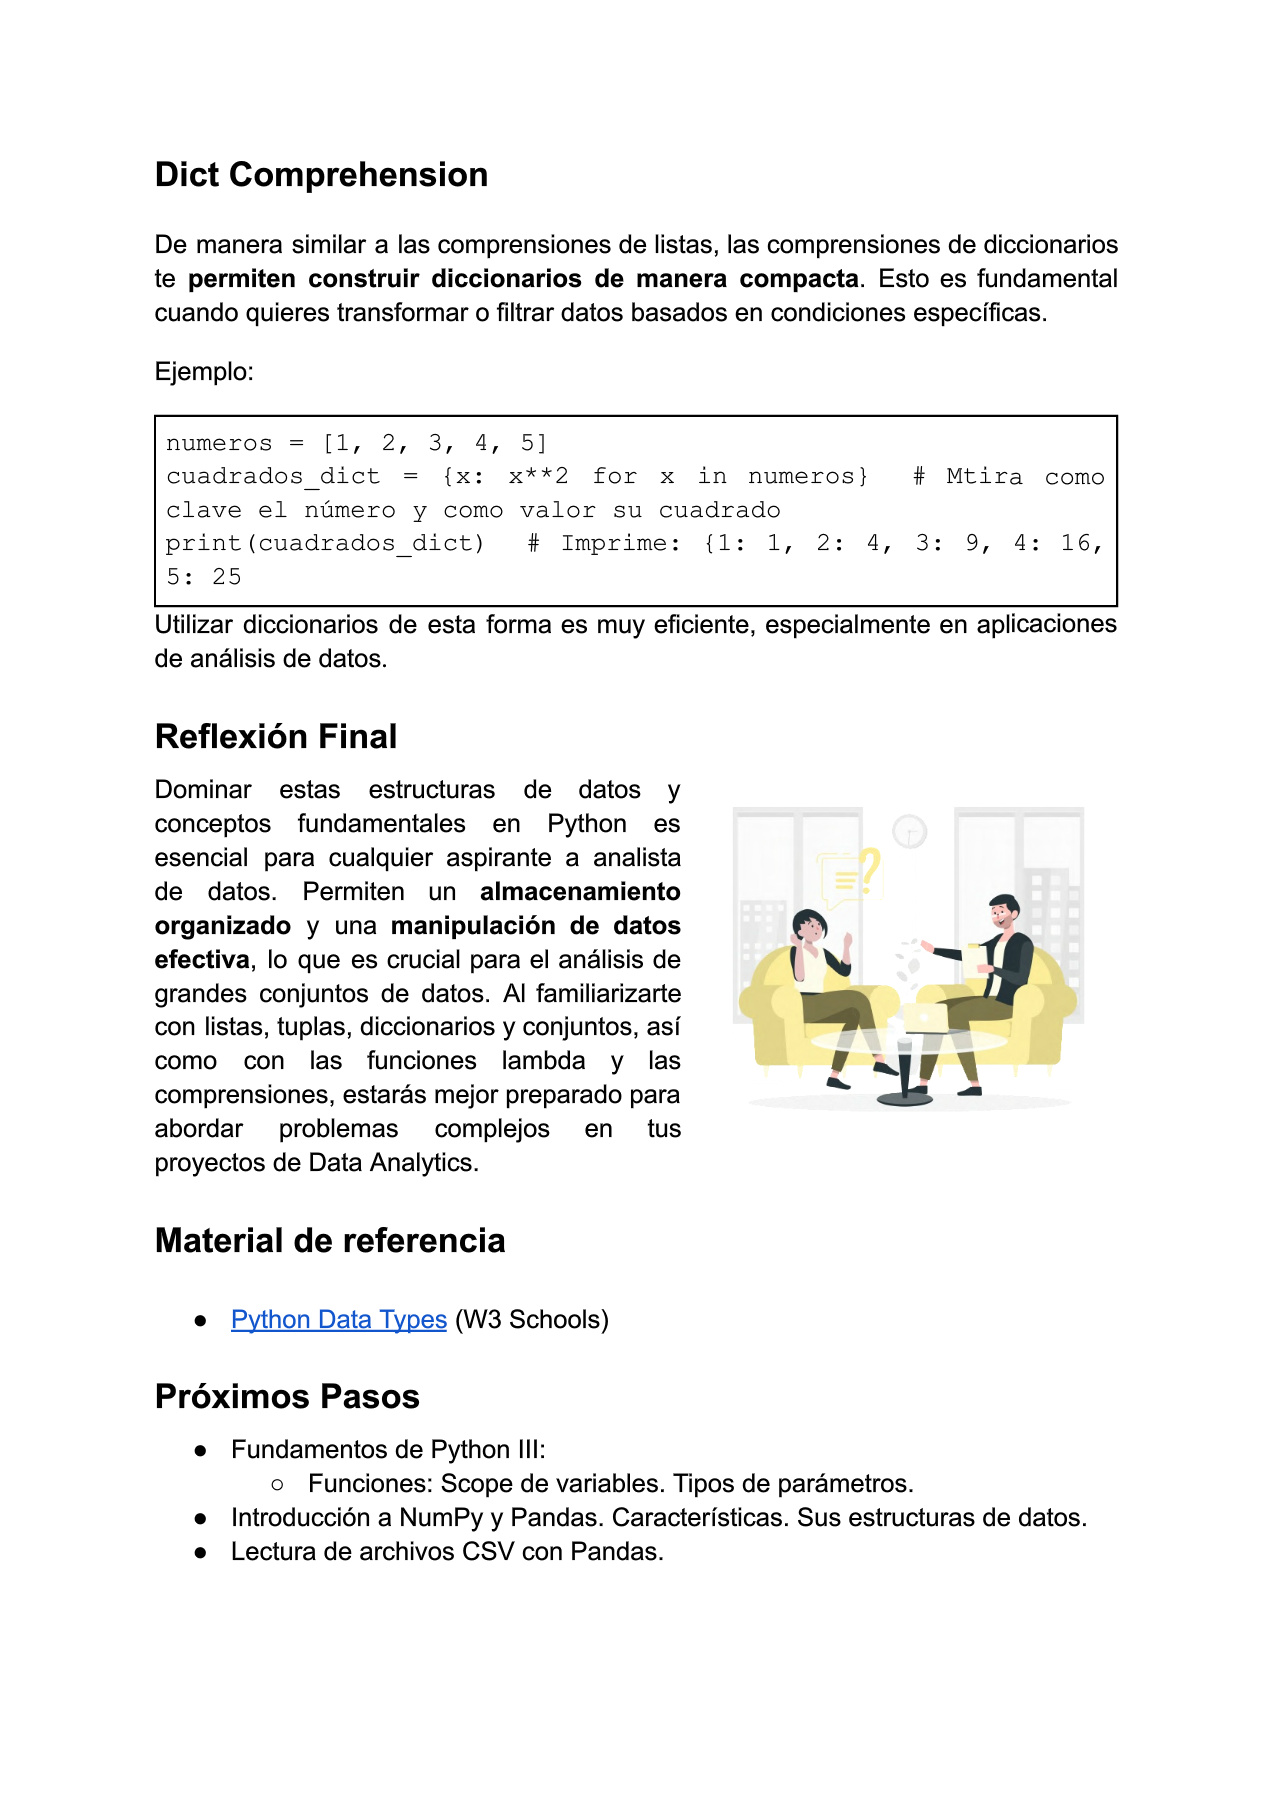 Dict Comprehension
De manera similar a las comprensiones de listas, las comprensiones de diccionarios
te permiten construir diccionarios de manera compacta. Esto es fundamental
cuando quieres transformar o filtrar datos basados en condiciones específicas.
Ejemplo:
numeros = [1, 2, 3, 4, 5]
cuadrados_dict = {x: x**2 for x in numeros} # Mtira como
clave el número y como valor su cuadrado
print(cuadrados_dict) # Imprime: {1: 1, 2: 4, 3: 9, 4: 16,
5: 25
Utilizar diccionarios de esta forma es muy eficiente, especialmente en aplicaciones
de análisis de datos.
Reflexión Final
Dominar estas estructuras de datos y
conceptos fundamentales en Python es
esencial para cualquier aspirante a analista
de datos. Permiten un almacenamiento
organizado y una manipulación de datos
efectiva, lo que es crucial para el análisis de
grandes conjuntos de datos. Al familiarizarte
con listas, tuplas, diccionarios y conjuntos, así
como con las funciones lambda y las
comprensiones, estarás mejor preparado para
abordar problemas complejos en tus
proyectos de Data Analytics.
Material de referencia
● Python Data Types (W3 Schools)
Próximos Pasos
● Fundamentos de Python III:
○ Funciones: Scope de variables. Tipos de parámetros.
● Introducción a NumPy y Pandas. Características. Sus estructuras de datos.
● Lectura de archivos CSV con Pandas.